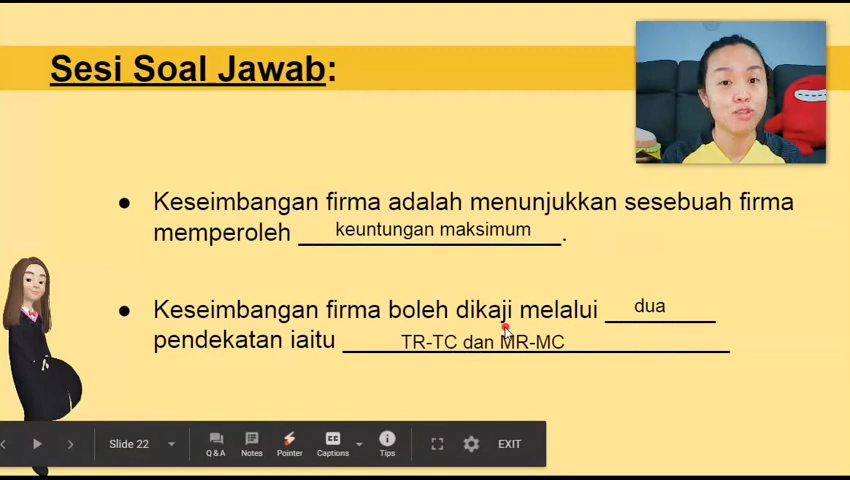 Sesi Soal Jawab:
● Keseimbangan firma adalah menunjukkan sesebuah firma
memperoleh keuntungan maksimum.
● Keseimbangan firma boleh dikaji melalui dua
pendekatan iaitu TR-TC dan MR-MC
Slide 22
Q&A
Notes
Pointer
CC
Captions
Tips
EXIT